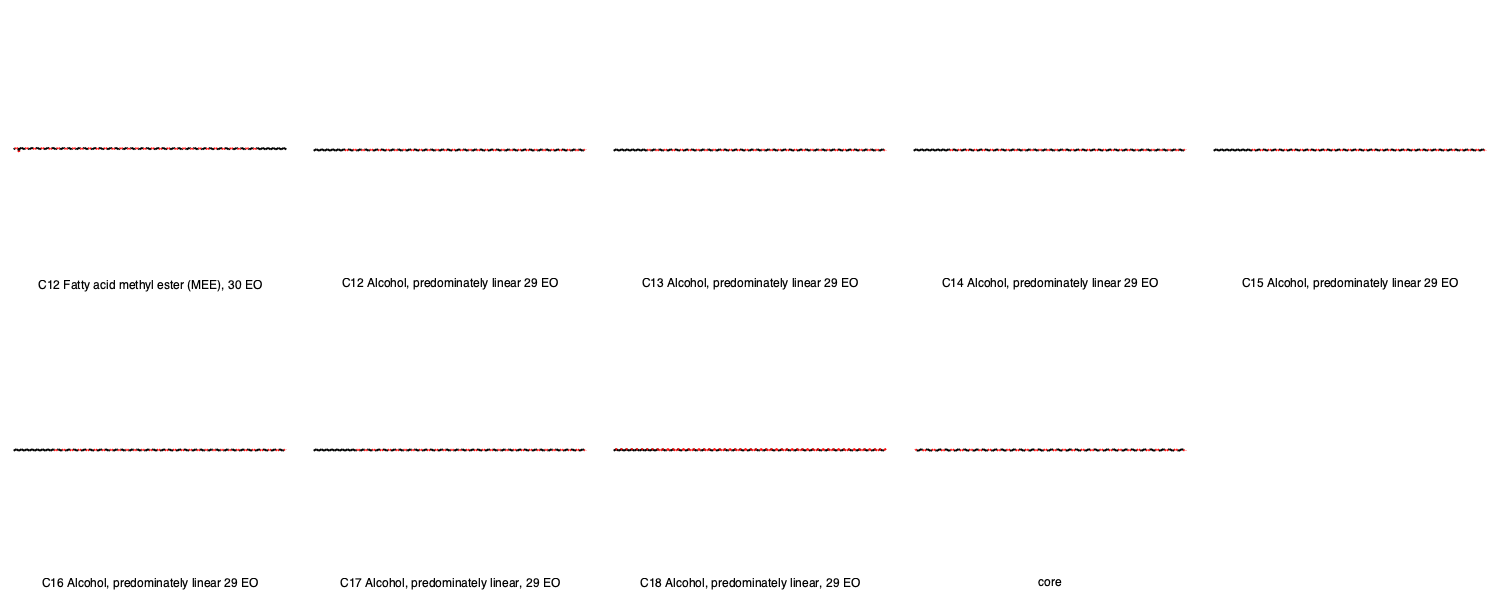 C12 Fatty acid methyl ester (MEE), 30 EO
C12 Alcohol, predominately linear 29 EO
C13 Alcohol, predominately linear 29 EO
C14 Alcohol, predominately linear 29 EO
C15 Alcohol, predominately linear 29 EO
C16 Alcohol, predominately linear 29 EO
C17 Alcohol, predominately linear, 29 EO
C18 Alcohol, predominately linear, 29 EO
core